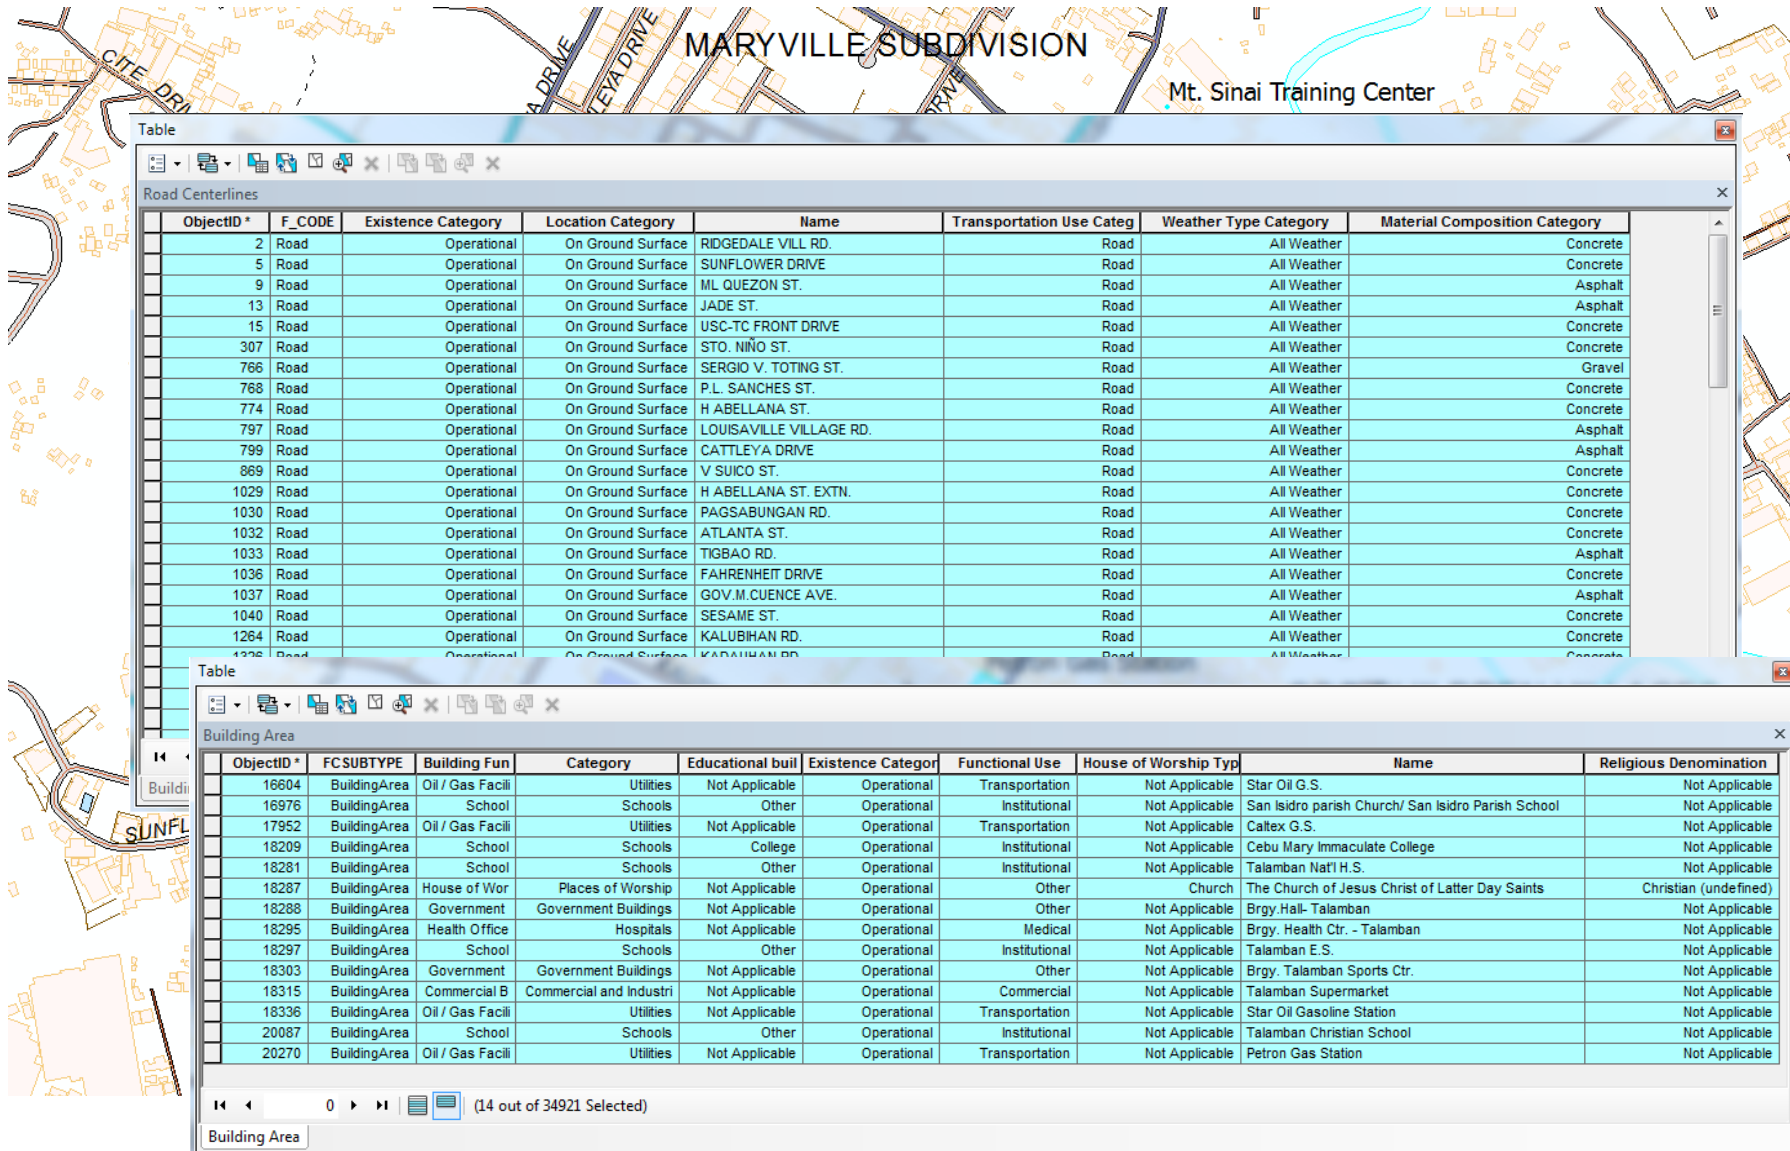 MARYVILLE SUBDIVISION
CITE DRI
A DRIVE
LEYA DRIVE
DRIVE
Mt. Sinai Training Center
Table
Road Centerlines
ObjectID * F_CODE Existence Category Location Category Name Transportation Use Categ Weather Type Category Material Composition Category
2 Road Operational On Ground Surface RIDGEDALE VILL RD. Road All Weather Concrete
5 Road Operational On Ground Surface SUNFLOWER DRIVE Road All Weather Concrete
9 Road Operational On Ground Surface ML QUEZON ST. Road All Weather Asphalt
13 Road Operational On Ground Surface JADE ST. Road All Weather Asphalt
15 Road Operational On Ground Surface USC-TC FRONT DRIVE Road All Weather Concrete
307 Road Operational On Ground Surface STO. NIÑO ST. Road All Weather Concrete
766 Road Operational On Ground Surface SERGIO V. TOTING ST. Road All Weather Gravel
768 Road Operational On Ground Surface P.L. SANCHES ST. Road All Weather Concrete
774 Road Operational On Ground Surface H ABELLANA ST. Road All Weather Concrete
797 Road Operational On Ground Surface LOUISAVILLE VILLAGE RD. Road All Weather Asphalt
799 Road Operational On Ground Surface CATTLEYA DRIVE Road All Weather Asphalt
869 Road Operational On Ground Surface V SUICO ST. Road All Weather Concrete
1029 Road Operational On Ground Surface H ABELLANA ST. EXTN. Road All Weather Concrete
1030 Road Operational On Ground Surface PAGSABUNGAN RD. Road All Weather Concrete
1032 Road Operational On Ground Surface ATLANTA ST. Road All Weather Concrete
1033 Road Operational On Ground Surface TIGBAO RD. Road All Weather Asphalt
1036 Road Operational On Ground Surface FAHRENHEIT DRIVE Road All Weather Concrete
1037 Road Operational On Ground Surface GOV.M.CUENCE AVE. Road All Weather Asphalt
1040 Road Operational On Ground Surface SESAME ST. Road All Weather Concrete
1264 Road Operational On Ground Surface KALUBIHAN RD. Road All Weather Concrete
1326 Road Operational On Ground Surface KADAUHAN RD. Road All Weather Concrete
Buildi
SUNFL
Table
Building Area
ObjectID * FCSUBTYPE Building Fun Category Educational buil Existence Categor Functional Use House of Worship Typ Name Religious Denomination
16604 BuildingArea Oil / Gas Facili Utilities Not Applicable Operational Transportation Not Applicable Star Oil G.S. Not Applicable
16976 BuildingArea School Schools Other Operational Institutional Not Applicable San Isidro parish Church/ San Isidro Parish School Not Applicable
17952 BuildingArea Oil / Gas Facili Utilities Not Applicable Operational Transportation Not Applicable Caltex G.S. Not Applicable
18209 BuildingArea School Schools College Operational Institutional Not Applicable Cebu Mary Immaculate College Not Applicable
18281 BuildingArea School Schools Other Operational Institutional Not Applicable Talamban Nat'l H.S. Not Applicable
18287 BuildingArea House of Wor Places of Worship Not Applicable Operational Other Church The Church of Jesus Christ of Latter Day Saints Christian (undefined)
18288 BuildingArea Government Government Buildings Not Applicable Operational Other Not Applicable Brgy.Hall- Talamban Not Applicable
18295 BuildingArea Health Office Hospitals Not Applicable Operational Medical Not Applicable Brgy. Health Ctr. - Talamban Not Applicable
18297 BuildingArea School Schools Other Operational Institutional Not Applicable Talamban E.S. Not Applicable
18303 BuildingArea Government Government Buildings Not Applicable Operational Other Not Applicable Brgy. Talamban Sports Ctr. Not Applicable
18315 BuildingArea Commercial B Commercial and Industri Not Applicable Operational Commercial Not Applicable Talamban Supermarket Not Applicable
18336 BuildingArea Oil / Gas Facili Utilities Not Applicable Operational Transportation Not Applicable Star Oil Gasoline Station Not Applicable
20087 BuildingArea School Schools Other Operational Institutional Not Applicable Talamban Christian School Not Applicable
20270 BuildingArea Oil / Gas Facili Utilities Not Applicable Operational Transportation Not Applicable Petron Gas Station Not Applicable
0 (14 out of 34921 Selected)
Building Area